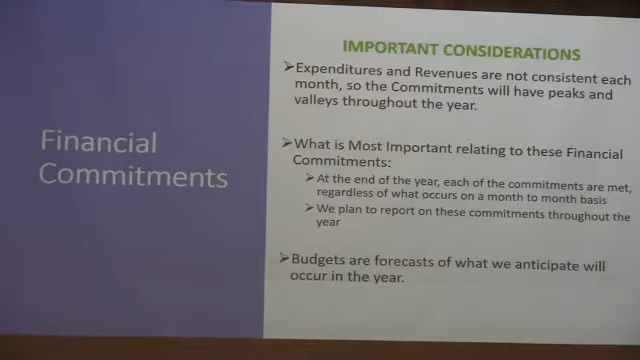 Financial
Commitments
IMPORTANT CONSIDERATIONS
➢Expenditures and Revenues are not consistent each
month, so the Commitments will have peaks and
valleys throughout the year.
➢What is Most Important relating to these Financial
Commitments:
➢At the end of the year, each of the commitments are met,
regardless of what occurs on a month to month basis
➢We plan to report on these commitments throughout the
year
➢Budgets are forecasts of what we anticipate will
occur in the year.